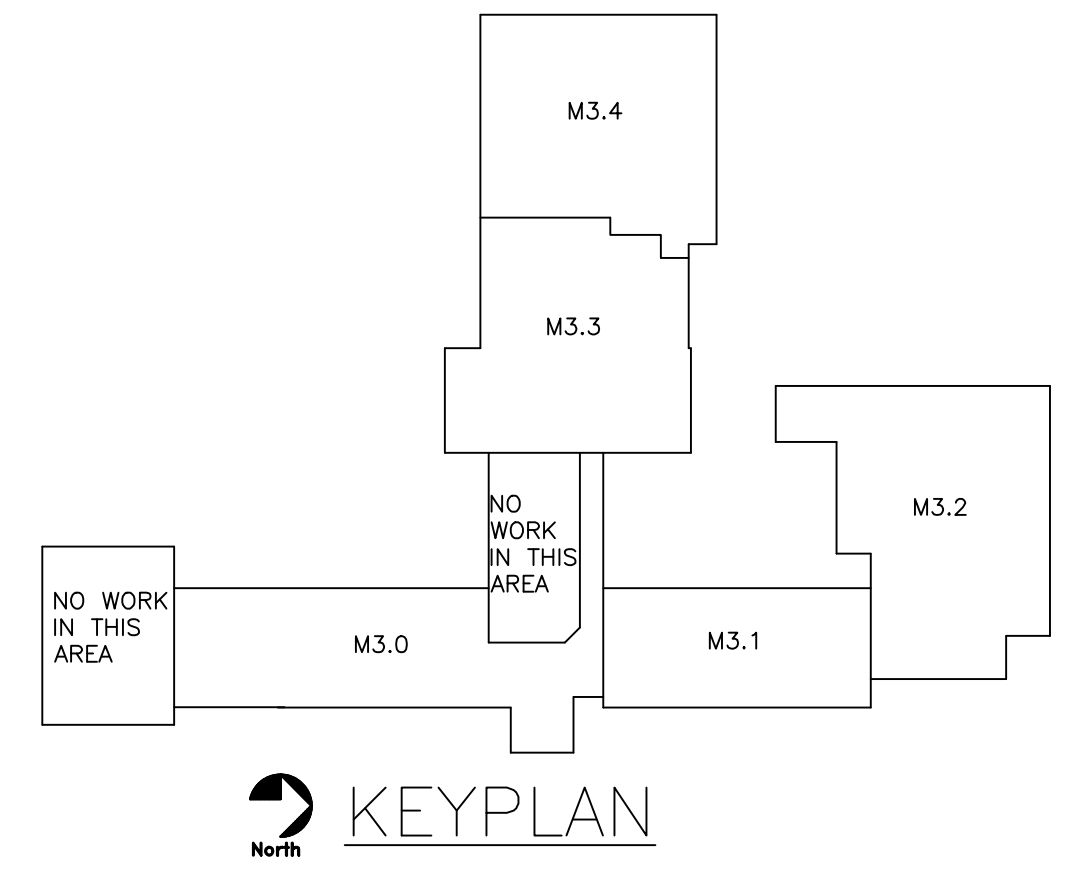 M3.4
M3.3
M3.2
NO
WORK
IN THIS
AREA
NO WORK
IN THIS
AREA
M3.0
M3.1
KEYPLAN
North